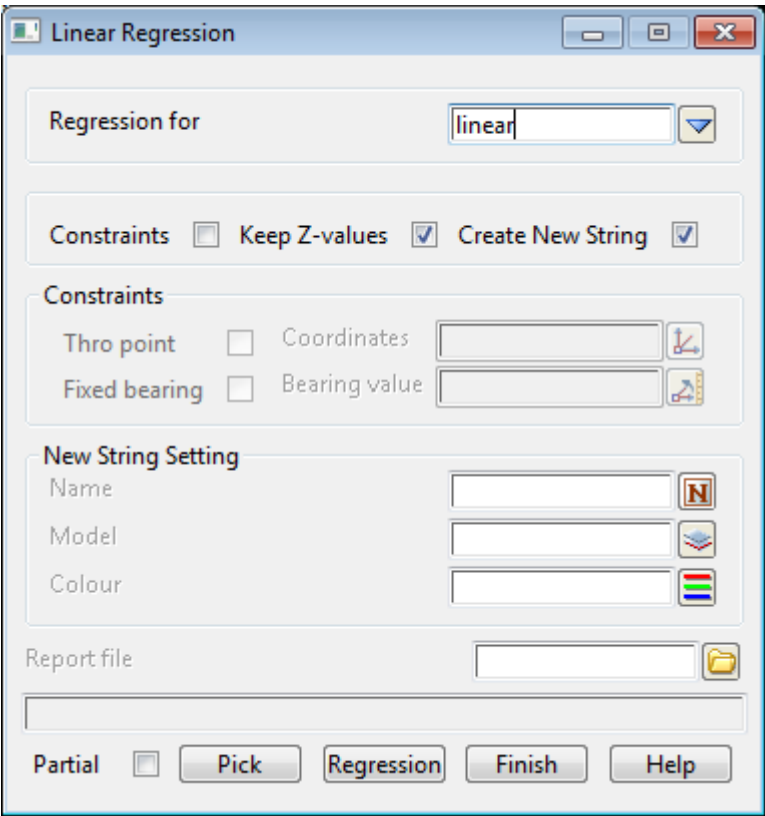 Linear Regression
Regression for linear
Constraints Keep Z-values Create New String
Constraints
Thro point Coordinates
Fixed bearing Bearing value
New String Setting
Name N
Model
Colour
Report file
Partial Pick Regression Finish Help